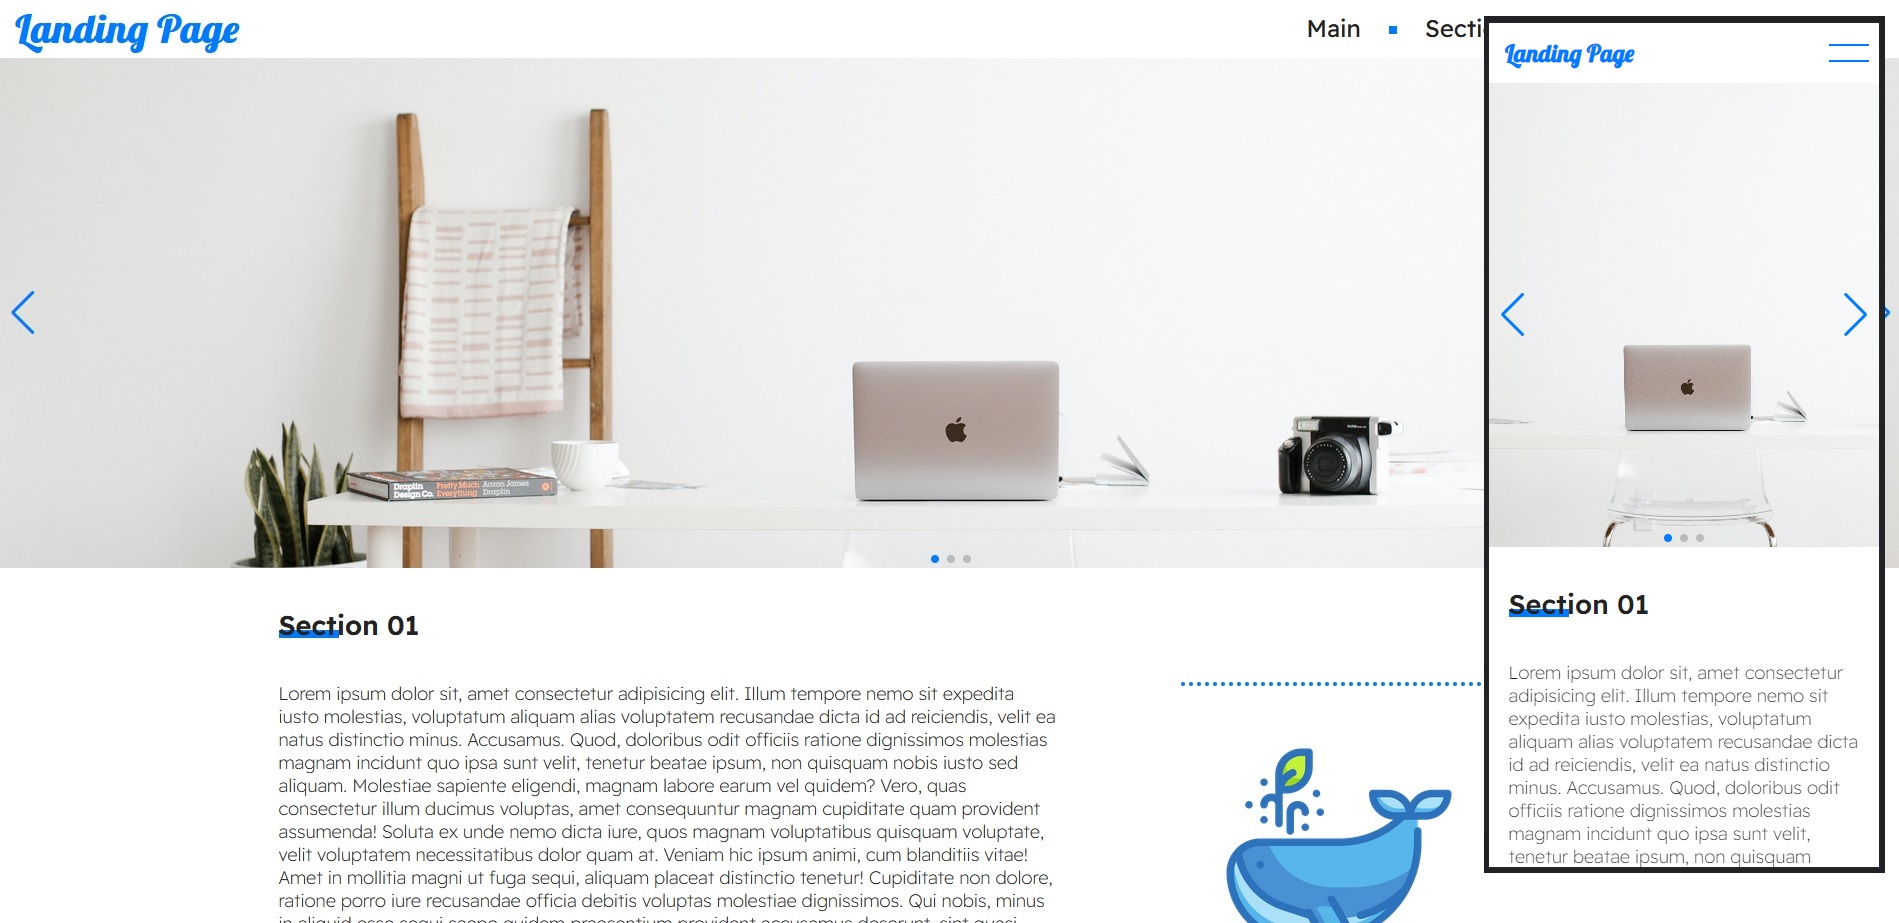 Landing Page
Main
Secti
Draplin
Design Co.
Pretty Much
Everything
Aaron James
Draplin
Section 01
Lorem ipsum dolor sit, amet consectetur adipisicing elit. Illum tempore nemo sit expedita
iusto molestias, voluptatum aliquam alias voluptatem recusandae dicta id ad reiciendis, velit ea
natus distinctio minus. Accusamus. Quod, doloribus odit officiis ratione dignissimos molestias
magnam incidunt quo ipsa sunt velit, tenetur beatae ipsum, non quisquam nobis iusto sed
aliquam. Molestiae sapiente eligendi, magnam labore earum vel quidem? Vero, quas
consectetur illum ducimus voluptas, amet consequuntur magnam cupiditate quam provident
assumenda! Soluta ex unde nemo dicta iure, quos magnam voluptatibus quisquam voluptate,
velit voluptatem necessitatibus dolor quam at. Veniam hic ipsum animi, cum blanditiis vitae!
Amet in mollitia magni ut fuga sequi, aliquam placeat distinctio tenetur! Cupiditate non dolore,
ratione porro iure recusandae officia debitis voluptas molestiae dignissimos. Qui nobis, minus
Landing Page
Section 01
Lorem ipsum dolor sit, amet consectetur
adipisicing elit. Illum tempore nemo sit
expedita iusto molestias, voluptatum
aliquam alias voluptatem recusandae dicta
id ad reiciendis, velit ea natus distinctio
minus. Accusamus. Quod, doloribus odit
officiis ratione dignissimos molestias
magnam incidunt quo ipsa sunt velit,
tenetur beatae ipsum, non quisquam